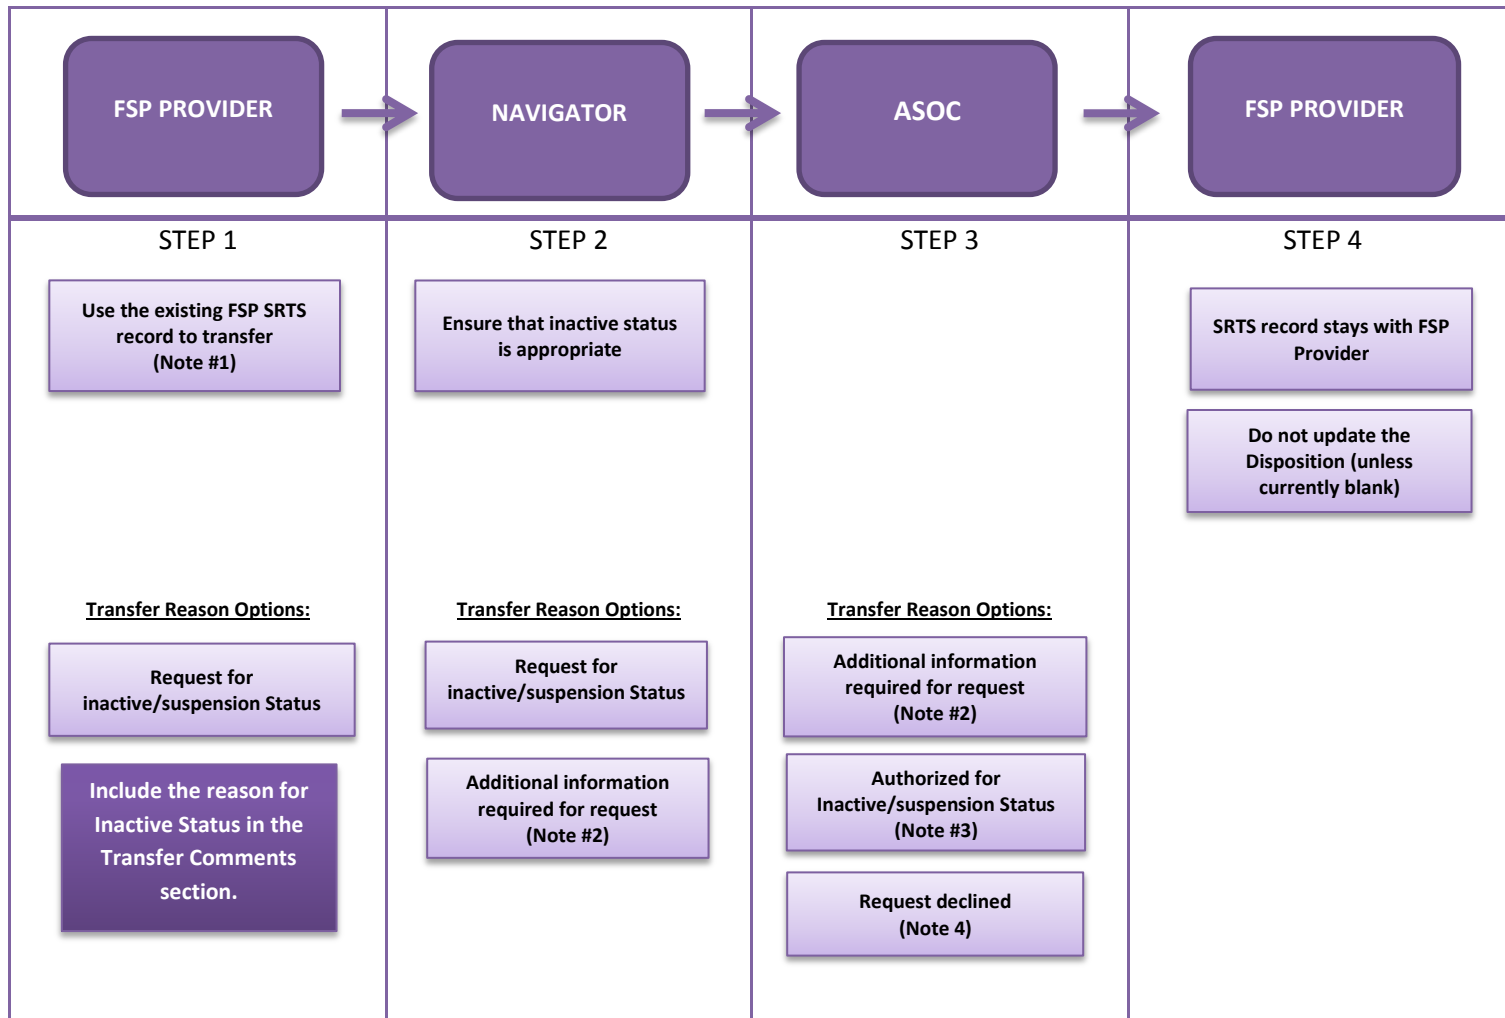 FSP PROVIDER
NAVIGATOR
ASOC
FSP PROVIDER
STEP 1
Use the existing FSP SRTS
record to transfer
(Note #1)
Transfer Reason Options:
Request for
inactive/suspension Status
Include the reason for
Inactive Status in the
Transfer Comments
section.
STEP 2
Ensure that inactive status
is appropriate
Transfer Reason Options:
Request for
inactive/suspension Status
Additional information
required for request
(Note #2)
STEP 3
Transfer Reason Options:
Additional information
required for request
(Note #2)
Authorized for
Inactive/suspension Status
(Note #3)
Request declined
(Note 4)
STEP 4
SRTS record stays with FSP
Provider
Do not update the
Disposition (unless
currently blank)